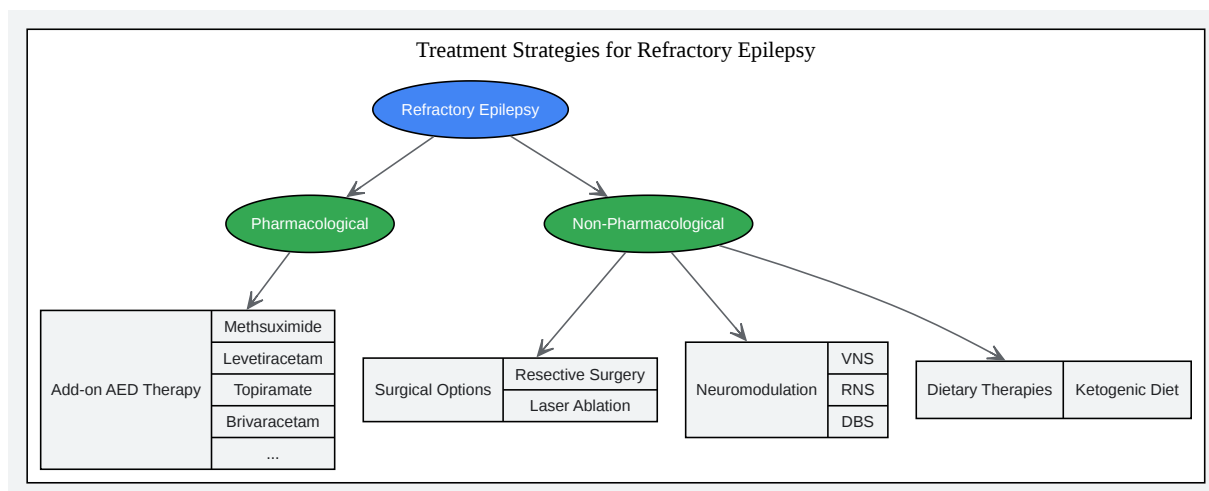 Treatment Strategies for Refractory Epilepsy
Refractory Epilepsy
Pharmacological
Non-Pharmacological
Add-on AED Therapy
Methsuximide
Levetiracetam
Topiramate
Brivaracetam
...
Surgical Options
Resective Surgery
Laser Ablation
Neuromodulation
VNS
RNS
DBS
Dietary Therapies
Ketogenic Diet